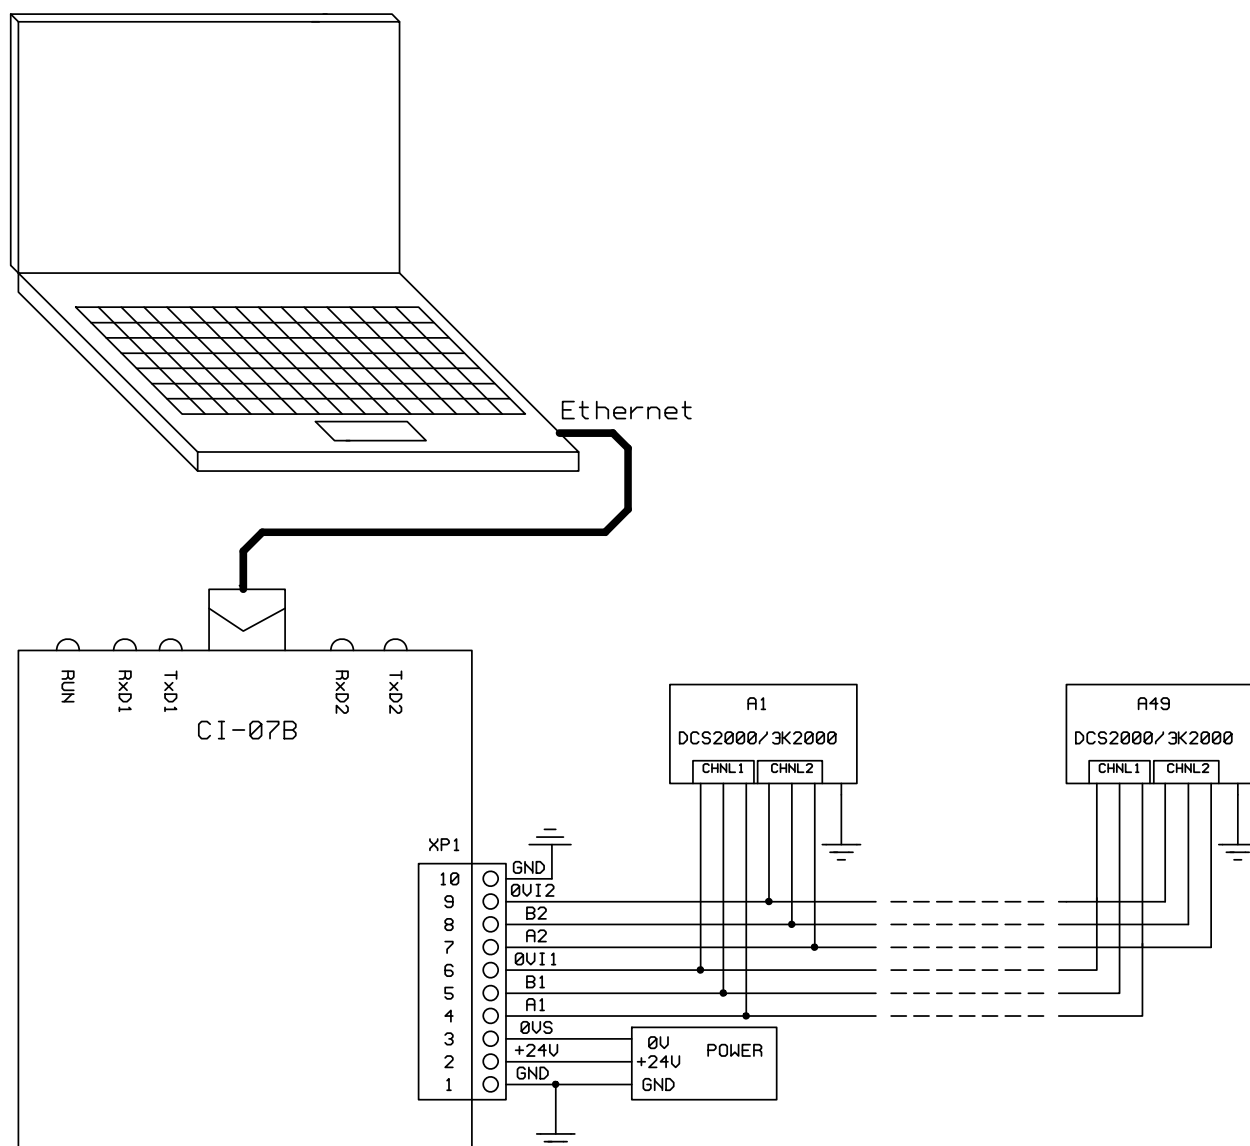 Ethernet
RUN
RxD1
TxD1
RxD2
TxD2
CI-07B
A1
DCS2000/3K2000
CHNL1 CHNL2
A49
DCS2000/3K2000
CHNL1 CHNL2
XP1
10 GND
9 0VI2
8 B2
7 A2
6 0VI1
5 B1
4 A1
3 0VS
2 +24V
1 GND
0V
POWER
+24V
GND